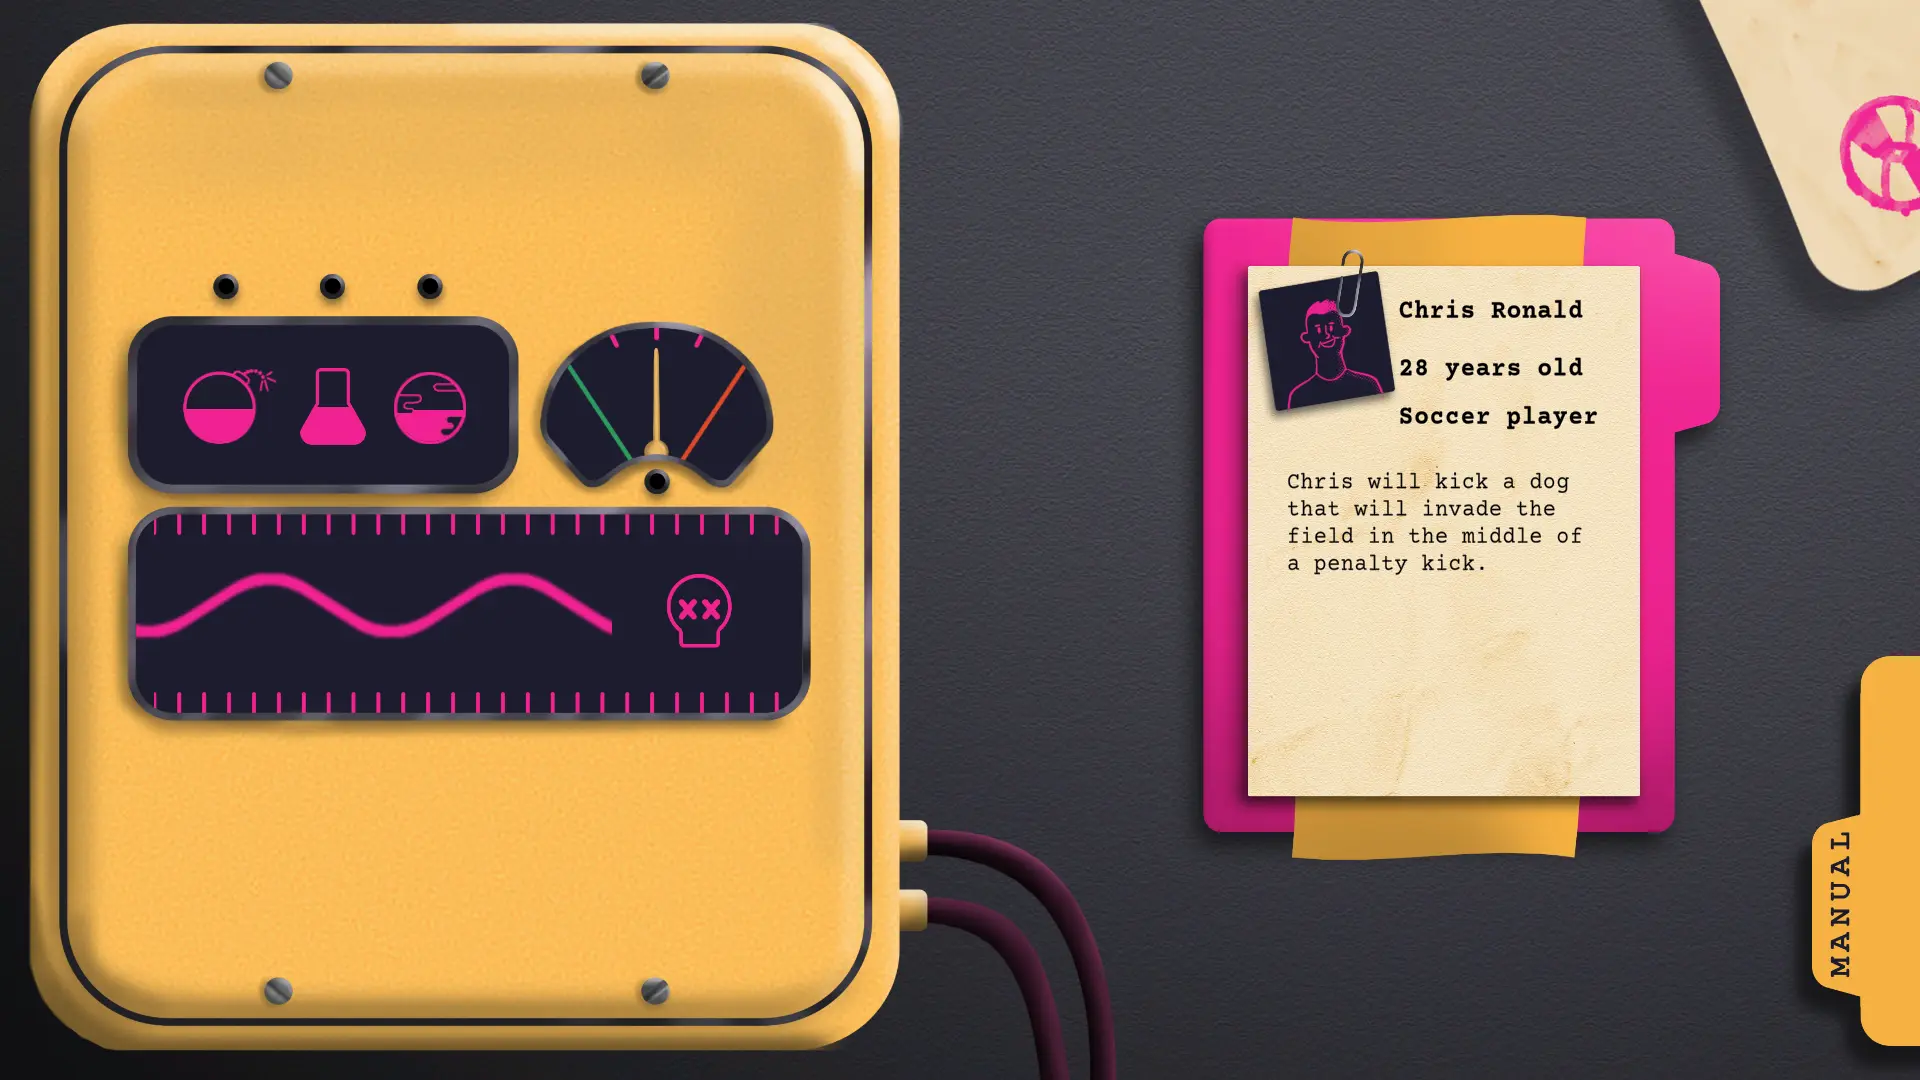 Chris Ronald
28 years old
Soccer player
Chris will kick a dog
that will invade the
field in the middle of
a penalty kick.
MANUAL